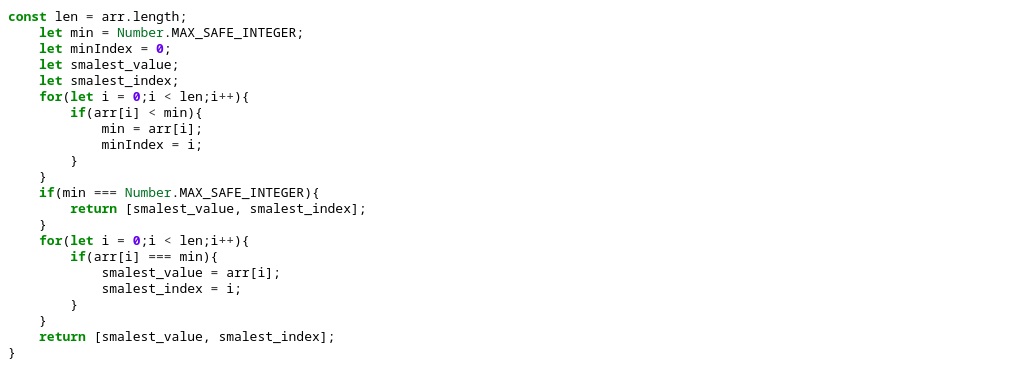 const len = arr.length;
    let min = Number.MAX_SAFE_INTEGER;
    let minIndex = 0;
    let smalest_value;
    let smalest_index;
    for(let i = 0;i < len;i++){
        if(arr[i] < min){
            min = arr[i];
            minIndex = i;
        }
    }
    if(min === Number.MAX_SAFE_INTEGER){
        return [smalest_value, smalest_index];
    }
    for(let i = 0;i < len;i++){
        if(arr[i] === min){
            smalest_value = arr[i];
            smalest_index = i;
        }
    }
    return [smalest_value, smalest_index];
}